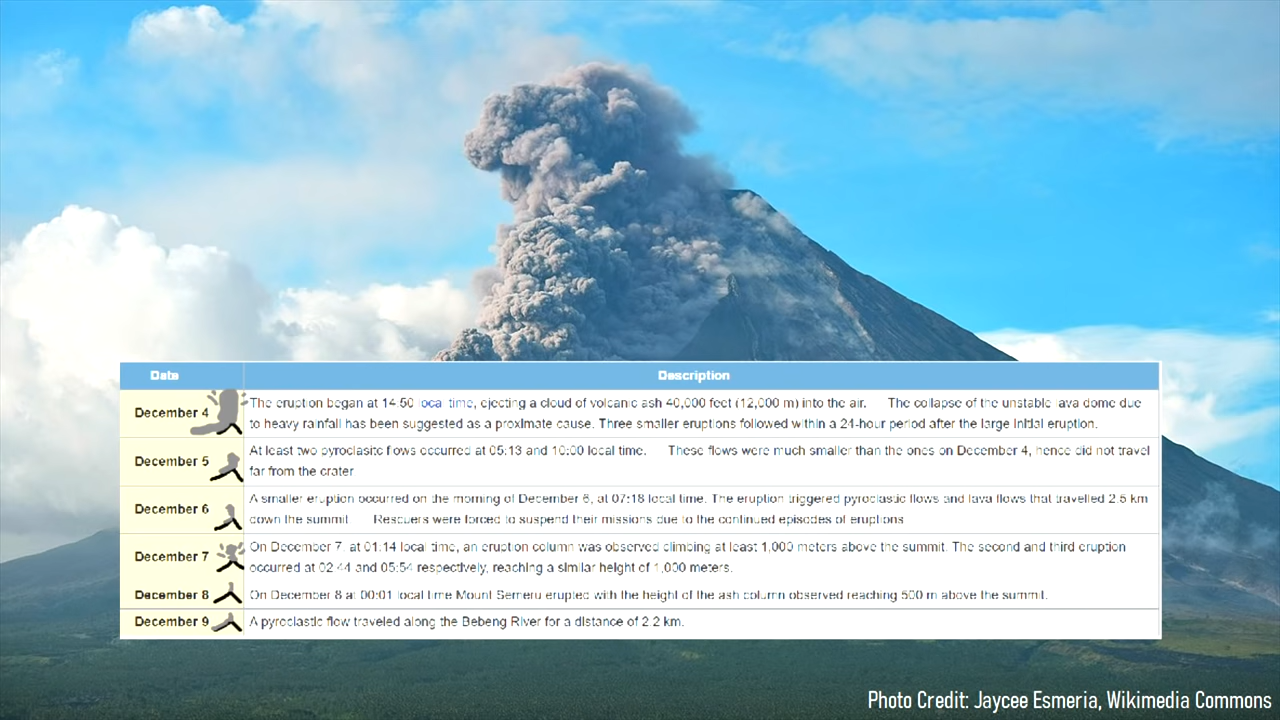 Date Description
December 4
The eruption began at 14:50 local time, ejecting a cloud of volcanic ash 40,000 feet (12,000 m) into the air. The collapse of the unstable lava dome due
to heavy rainfall has been suggested as a proximate cause. Three smaller eruptions followed within a 24-hour period after the large initial eruption.
December 5
At least two pyroclasitc flows occurred at 05:13 and 10:00 local time. These flows were much smaller than the ones on December 4, hence did not travel
far from the crater
December 6
A smaller eruption occurred on the morning of December 6, at 07:18 local time. The eruption triggered pyroclastic flows and lava flows that travelled 2.5 km
down the summit Rescuers were forced to suspend their missions due to the continued episodes of eruptions
December 7
On December 7, at 01:14 local time, an eruption column was observed climbing at least 1,000 meters above the summit. The second and third eruption
occurred at 02:44 and 05:54 respectively, reaching a similar height of 1,000 meters.
December 8 On December 8 at 00:01 local time Mount Semeru erupted with the height of the ash column observed reaching 500 m above the summit.
December 9 A pyroclastic flow traveled along the Bebeng River for a distance of 2.2 km.
Photo Credit: Jaycee Esmeria, Wikimedia Commons